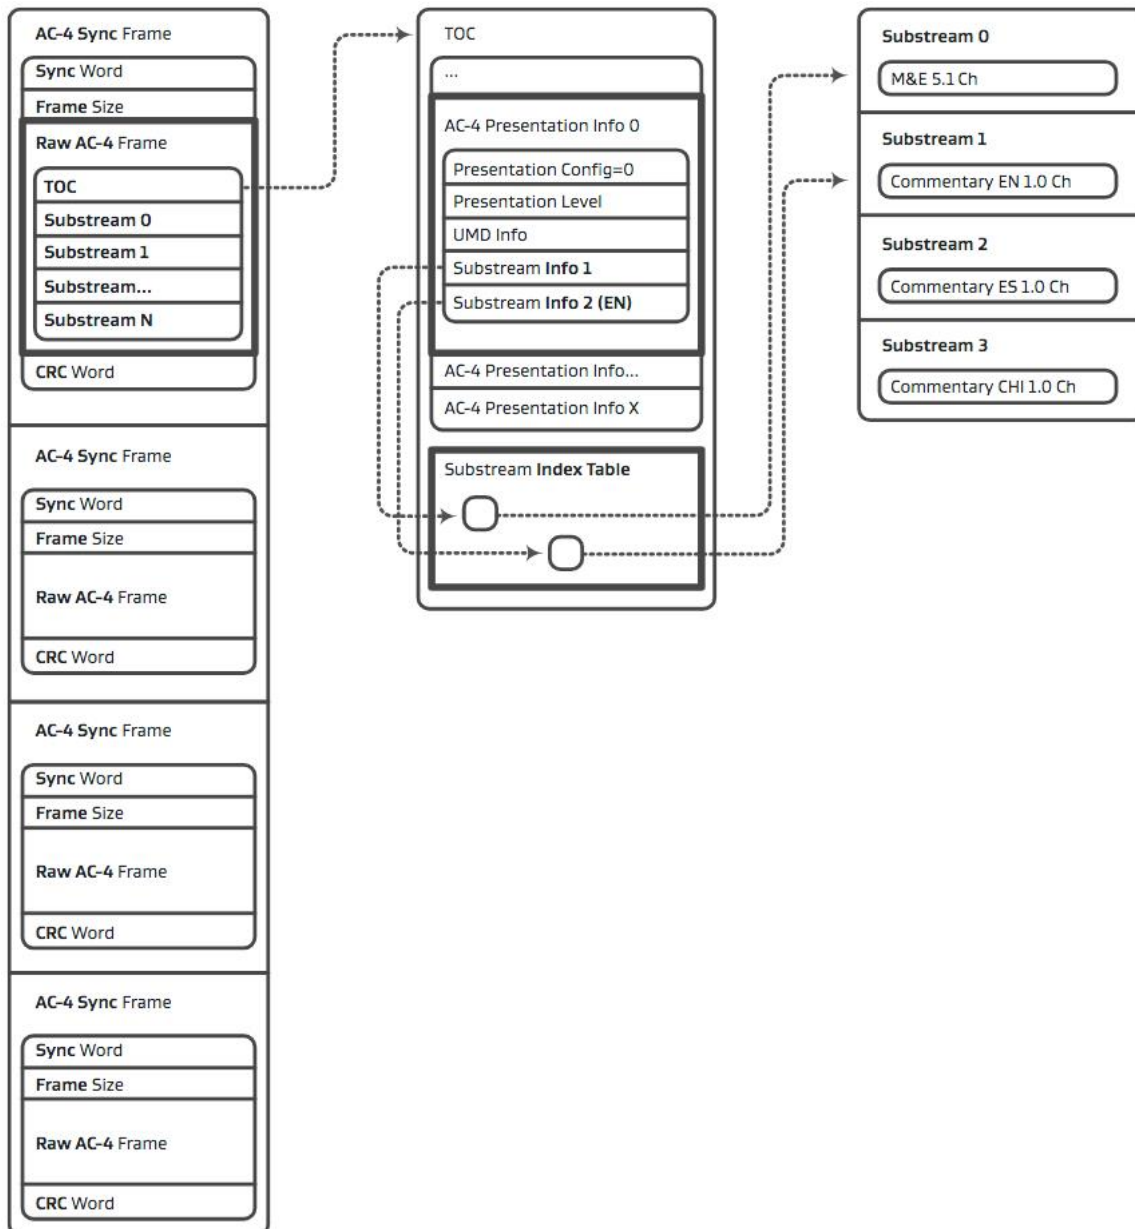 AC-4 Sync Frame
Sync Word
Frame Size
Raw AC-4 Frame
TOC
Substream 0
Substream 1
Substream...
Substream N
CRC Word
AC-4 Sync Frame
Sync Word
Frame Size
Raw AC-4 Frame
CRC Word
AC-4 Sync Frame
Sync Word
Frame Size
Raw AC-4 Frame
CRC Word
AC-4 Sync Frame
Sync Word
Frame Size
Raw AC-4 Frame
CRC Word
TOC
...
AC-4 Presentation Info 0
Presentation Config=0
Presentation Level
UMD Info
Substream Info 1
Substream Info 2 (EN)
AC-4 Presentation Info...
AC-4 Presentation Info X
Substream Index Table
Substream 0
M&E 5.1 Ch
Substream 1
Commentary EN 1.0 Ch
Substream 2
Commentary ES 1.0 Ch
Substream 3
Commentary CHI 1.0 Ch